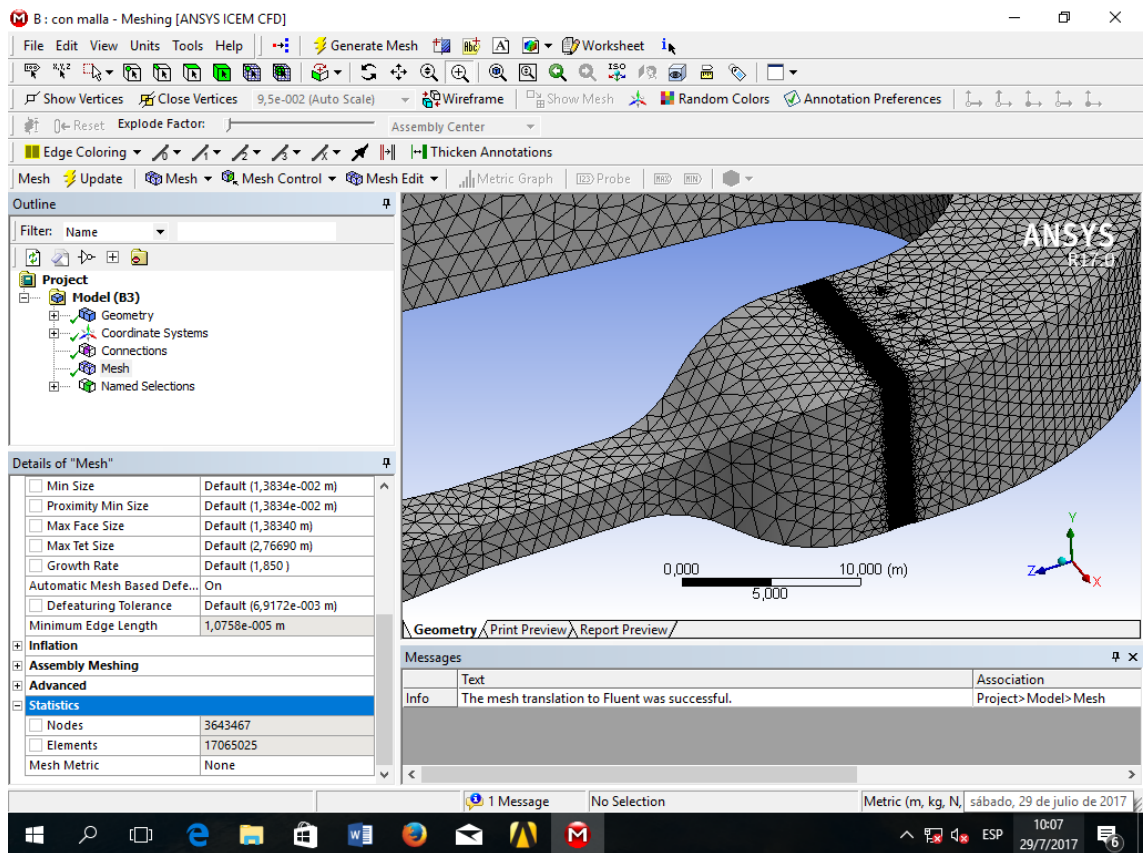 B : con malla - Meshing [ANSYS ICEM CFD]
File Edit View Units Tools Help Generate Mesh Worksheet
Show Vertices Close Vertices 9,5e-002 (Auto Scale) Wireframe Show Mesh Random Colors Annotation Preferences
Reset Explode Factor: Assembly Center
Edge Coloring Thicken Annotations
Mesh Update Mesh Mesh Control Mesh Edit Metric Graph Probe MAX MIN
Outline
Filter: Name
Project
Model (B3)
Geometry
Coordinate Systems
Connections
Mesh
Named Selections
Details of "Mesh"
Min Size Default (1,3834e-002 m)
Proximity Min Size Default (1,3834e-002 m)
Max Face Size Default (1,38340 m)
Max Tet Size Default (2,76690 m)
Growth Rate Default (1,850 )
Automatic Mesh Based Defe... On
Defeaturing Tolerance Default (6,9172e-003 m)
Minimum Edge Length 1,0758e-005 m
Inflation
Assembly Meshing
Advanced
Statistics
Nodes 3643467
Elements 17065025
Mesh Metric None
ANSYS
R17.0
0,000 10,000 (m)
5,000
Y
Z
X
Geometry Print Preview Report Preview
Messages
Text Association
Info The mesh translation to Fluent was successful. Project>Model>Mesh
1 Message No Selection Metric (m, kg, N, sábado, 29 de julio de 2017
ESP 10:07
29/7/2017 6